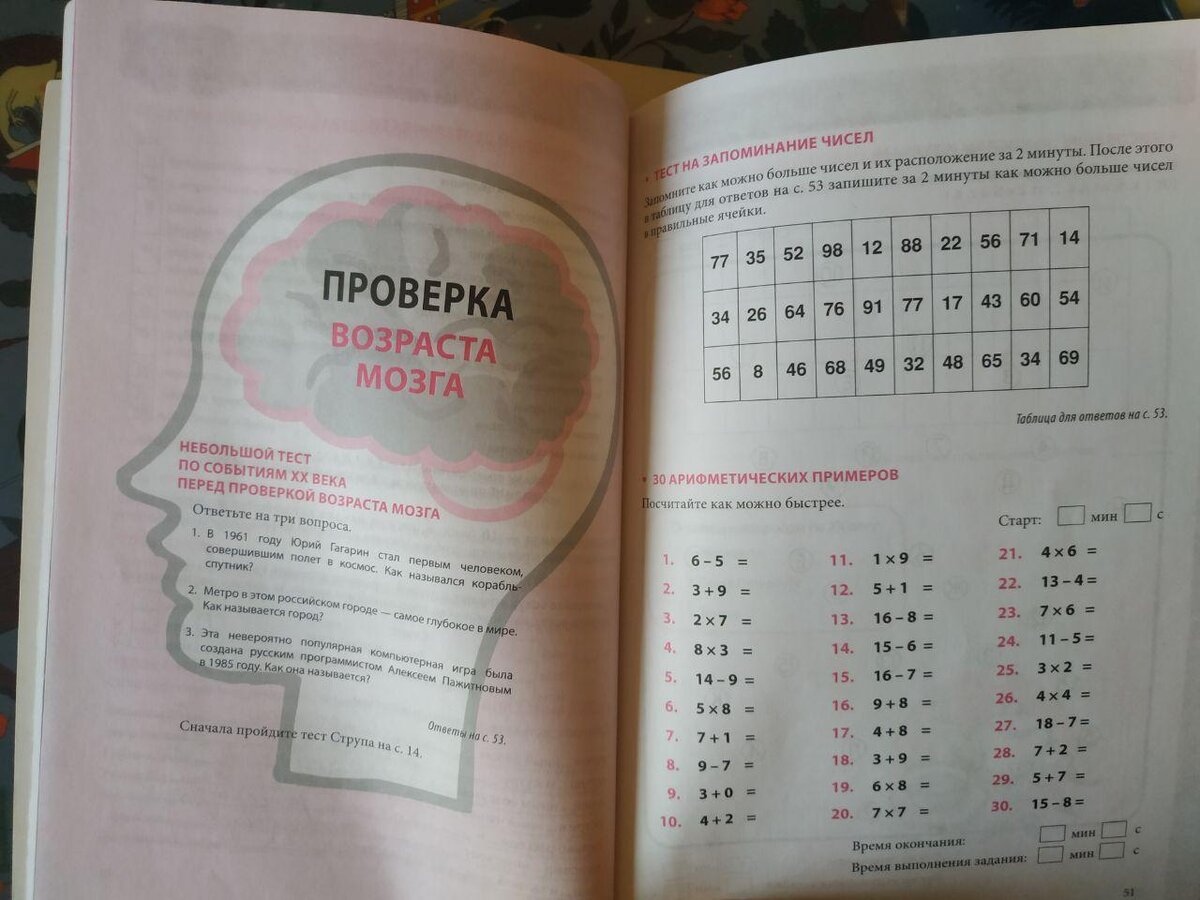 ПРОВЕРКА
ВОЗРАСТА
МОЗГА
НЕБОЛЬШОЙ ТЕСТ
ПО СОБЫТИЯМ XX ВЕКА
ПЕРЕД ПРОВЕРКОЙ ВОЗРАСТА МОЗГА
Ответьте на три вопроса.
1. В 1961 году Юрий Гагарин стал первым человеком,
совершившим полет в космос. Как назывался корабль-
спутник?
2. Метро в этом российском городе — самое глубокое в мире.
Как называется город?
3. Эта невероятно популярная компьютерная игра была
создана русским программистом Алексеем Пажитновым
в 1985 году. Как она называется?
Ответы на с. 53.
Сначала пройдите тест Струпа на с. 14.
• ТЕСТ НА ЗАПОМИНАНИЕ ЧИСЕЛ
Запомните как можно больше чисел и их расположение за 2 минуты. После этого
в таблицу для ответов на с. 53 запишите за 2 минуты как можно больше чисел
в правильные ячейки.
77 35 52 98 12 88 22 56 71 14
34 26 64 76 91 77 17 43 60 54
56 8 46 68 49 32 48 65 34 69
Таблица для ответов на с. 53.
• 30 АРИФМЕТИЧЕСКИХ ПРИМЕРОВ
Посчитайте как можно быстрее.
Старт: мин с
1. 6 – 5 =
2. 3 + 9 =
3. 2 × 7 =
4. 8 × 3 =
5. 14 – 9 =
6. 5 × 8 =
7. 7 + 1 =
8. 9 – 7 =
9. 3 + 0 =
10. 4 + 2 =
11. 1 × 9 =
12. 5 + 1 =
13. 16 – 8 =
14. 15 – 6 =
15. 16 – 7 =
16. 9 + 8 =
17. 4 + 8 =
18. 3 + 9 =
19. 6 × 8 =
20. 7 × 7 =
21. 4 × 6 =
22. 13 – 4 =
23. 7 × 6 =
24. 11 – 5 =
25. 3 × 2 =
26. 4 × 4 =
27. 18 – 7 =
28. 7 + 2 =
29. 5 + 7 =
30. 15 – 8 =
Время окончания: мин с
Время выполнения задания: мин с
51